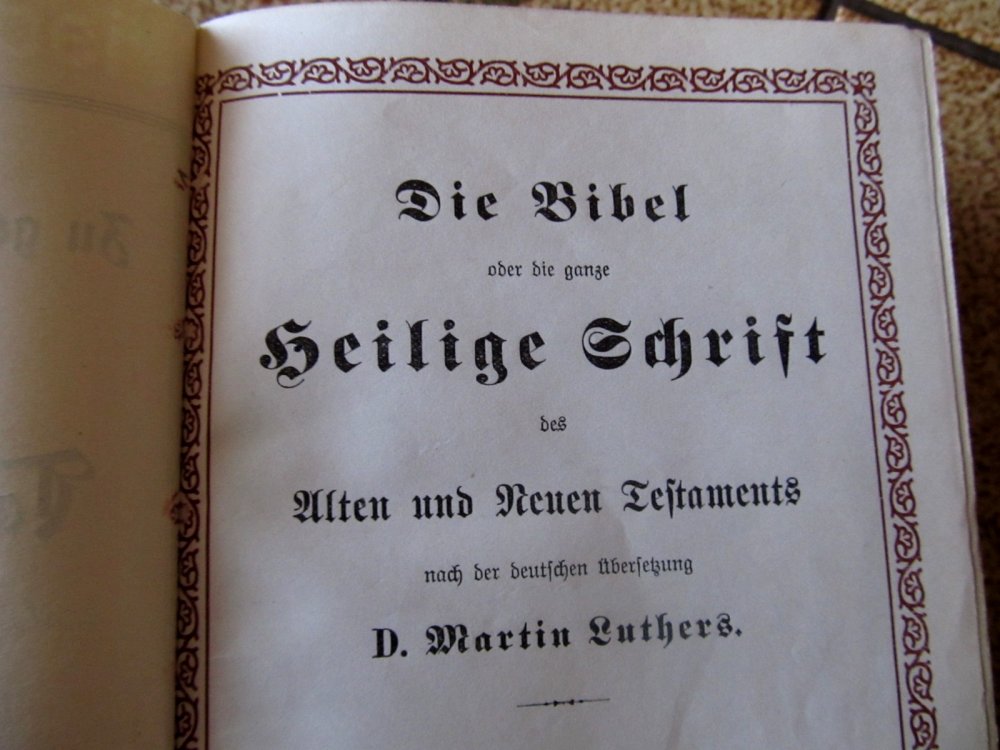 Die Bibel
oder die ganze
Heilige Schrift
des
Alten und Neuen Testaments
nach der deutschen Übersetzung
D. Martin Luthers.